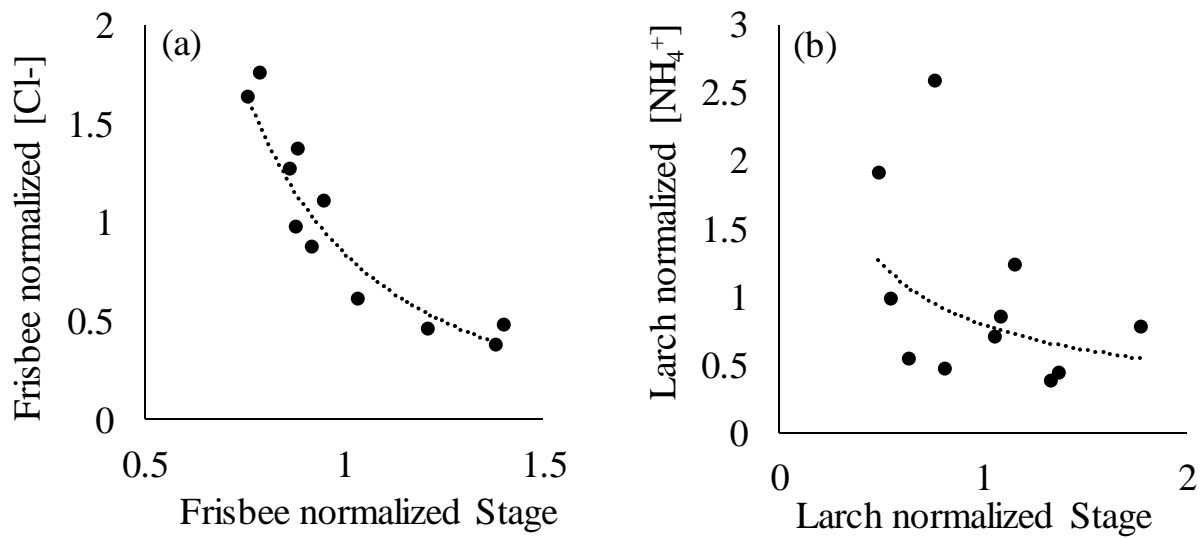 Frisbee normalized [Cl-]
2
1.5
1
0.5
0
(a)
0.5 1 1.5
Frisbee normalized Stage
Larch normalized [NH₄⁺]
3
2.5
2
1.5
1
0.5
0
(b)
0 1 2
Larch normalized Stage